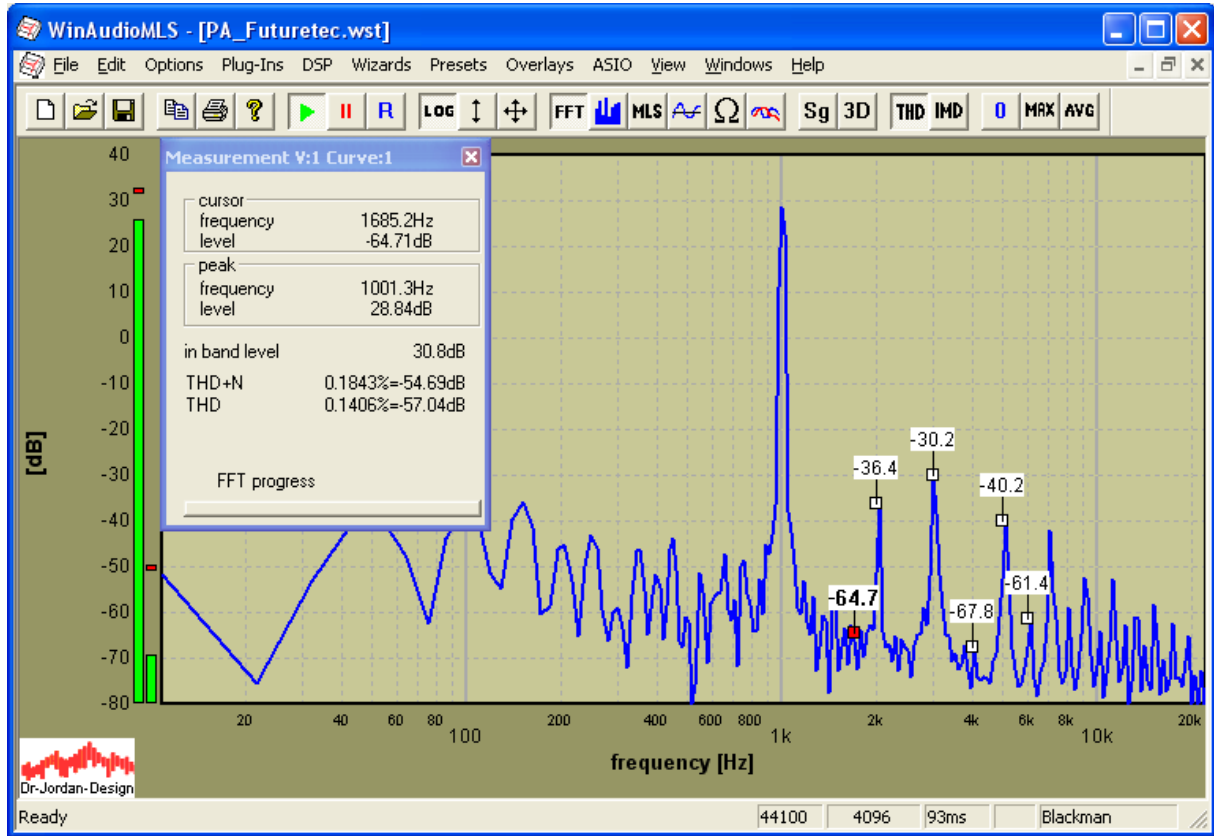 WinAudioMLS - [PA_Futuretec.wst]
File Edit Options Plug-Ins DSP Wizards Presets Overlays ASIO View Windows Help
R LOG FFT MLS Ω Sg 3D THD IMD 0 MAX AVG
Measurement V:1 Curve:1
cursor
frequency 1685.2Hz
level -64.71dB
peak
frequency 1001.3Hz
level 28.84dB
in band level 30.8dB
THD+N 0.1843%=-54.69dB
THD 0.1406%=-57.04dB
FFT progress
40
30
20
10
0
-10
-20
-30
-40
-50
-60
-70
-80
[dB]
-64.7
-36.4
-30.2
-67.8
-40.2
-61.4
20 40 60 80 200 400 600 800 2k 4k 6k 8k 20k
100 1k 10k
frequency [Hz]
Dr-Jordan-Design
Ready 44100 4096 93ms Blackman